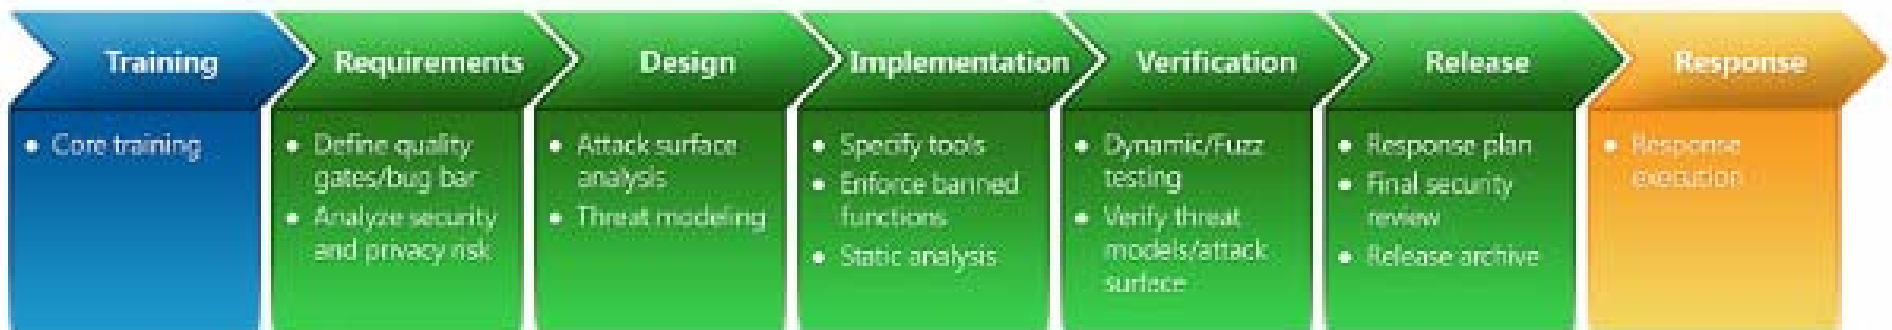 Training
Core training
Requirements
Define quality
gates/bug bar
Analyze security
and privacy risk
Design
Attack surface
analysis
Threat modeling
Implementation
Specify tools
Enforce banned
functions
Static analysis
Verification
Dynamic/Fuzz
testing
Verify threat
models/attack
surface
Release
Response plan
Final security
review
Release archive
Response
Response
execution